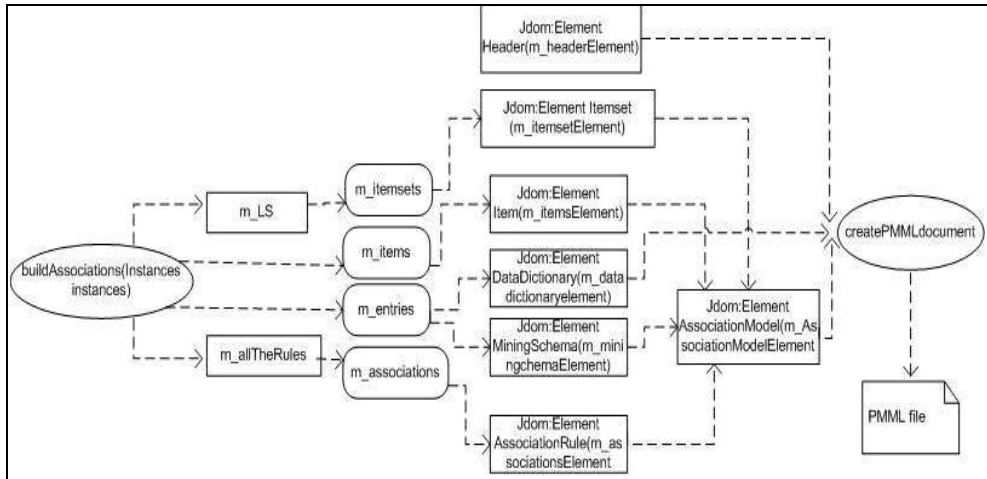 Jdom:Element
Header(m_headerElement)
Jdom:Element Itemset
(m_itemsetElement)
m_itemsets
m_LS
Jdom:Element
Item(m_itemsElement)
m_items
createPMMLdocument
buildAssociations(Instances
instances)
Jdom:Element
DataDictionary(m_data
dictionaryelement)
m_entries
Jdom:Element
AssociationModel(m_As
sociationModelElement
Jdom:Element
MiningSchema(m_mini
ngchemaElement)
m_allTheRules
m_associations
Jdom:Element
AssociationRule(m_as
sociationsElement
PMML file